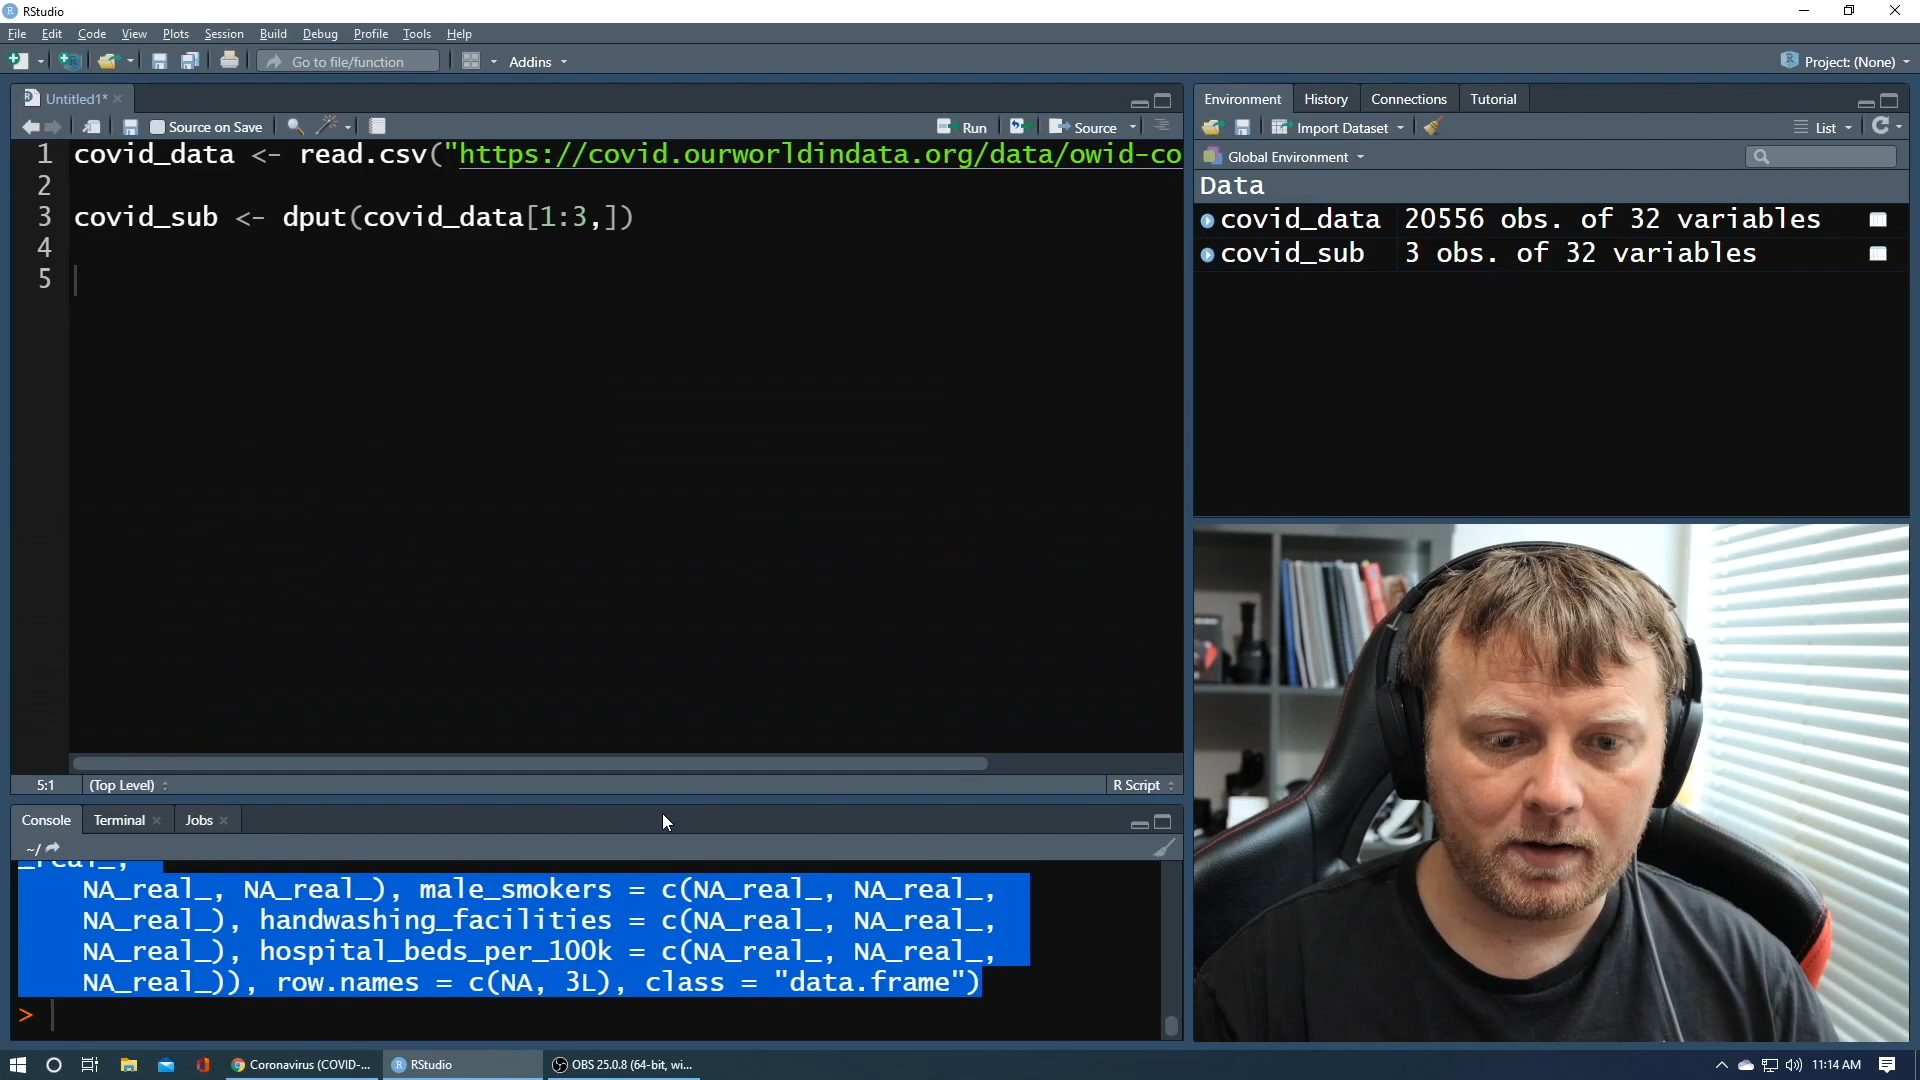 RStudio
File Edit Code View Plots Session Build Debug Profile Tools Help
Go to file/function Addins Project: (None)
Untitled1*
Source on Save Run Source
1 covid_data <- read.csv("https://covid.ourworldindata.org/data/owid-co
2
3 covid_sub <- dput(covid_data[1:3,])
4
5
5:1 (Top Level) R Script
Console Terminal Jobs
~/
NA_real_, NA_real_), male_smokers = c(NA_real_, NA_real_,
NA_real_), handwashing_facilities = c(NA_real_, NA_real_,
NA_real_), hospital_beds_per_100k = c(NA_real_, NA_real_,
NA_real_)), row.names = c(NA, 3L), class = "data.frame")
>
Environment History Connections Tutorial
Import Dataset List
Global Environment
Data
covid_data 20556 obs. of 32 variables
covid_sub 3 obs. of 32 variables
Coronavirus (COVID-... RStudio OBS 25.0.8 (64-bit, wi... 11:14 AM